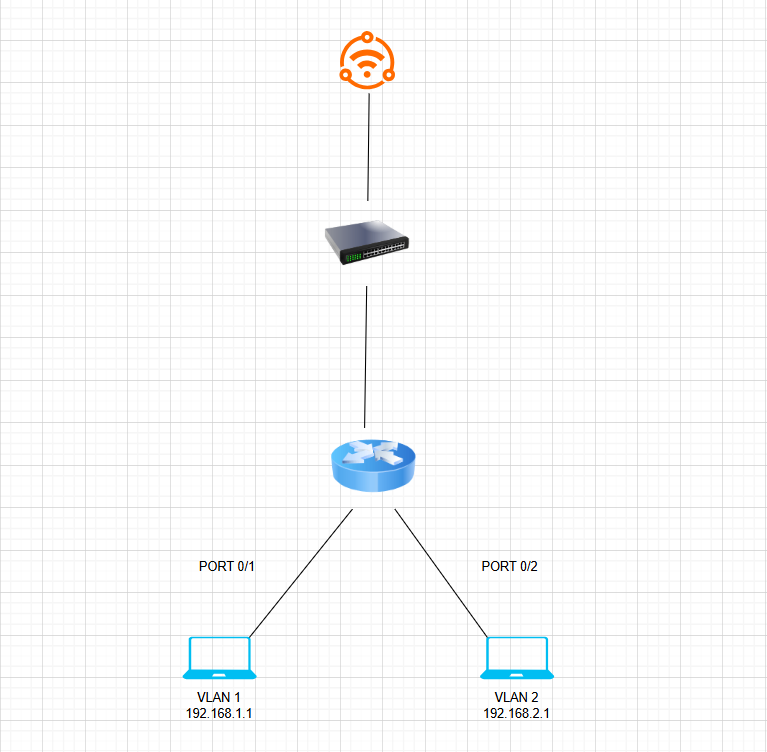 PORT 0/1
PORT 0/2
VLAN 1
192.168.1.1
VLAN 2
192.168.2.1